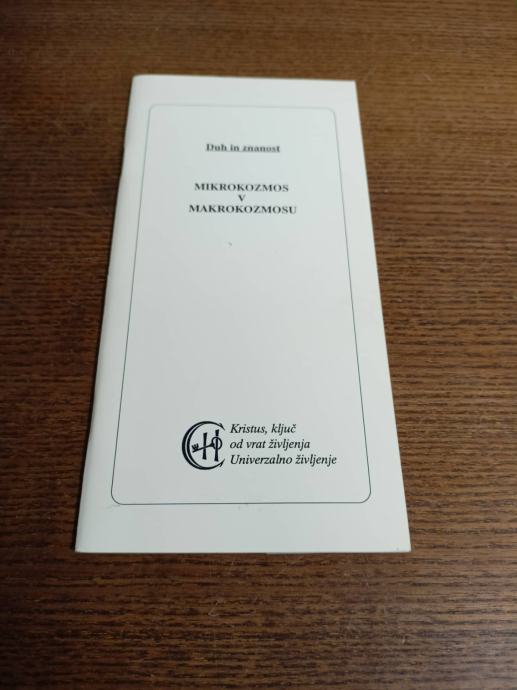 Duh in znanost
MIKROKOZMOS
V
MAKROKOZMOSU
Kristus, ključ
od vrat življenja
Univerzalno življenje